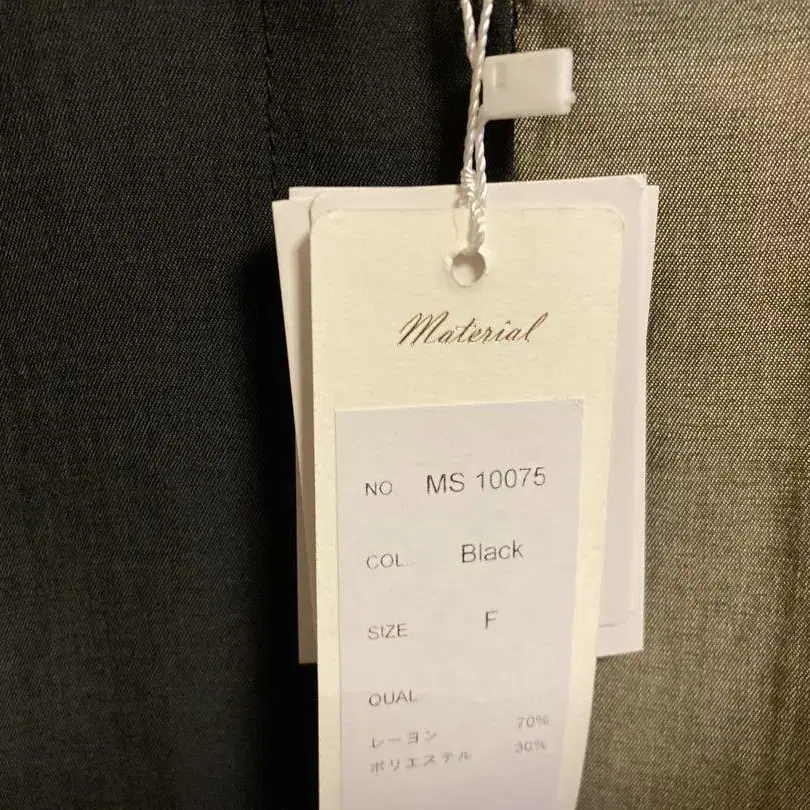 Material
NO. MS 10075
COL. Black
SIZE F
QUAL
レーヨン 70%
ポリエステル 30%